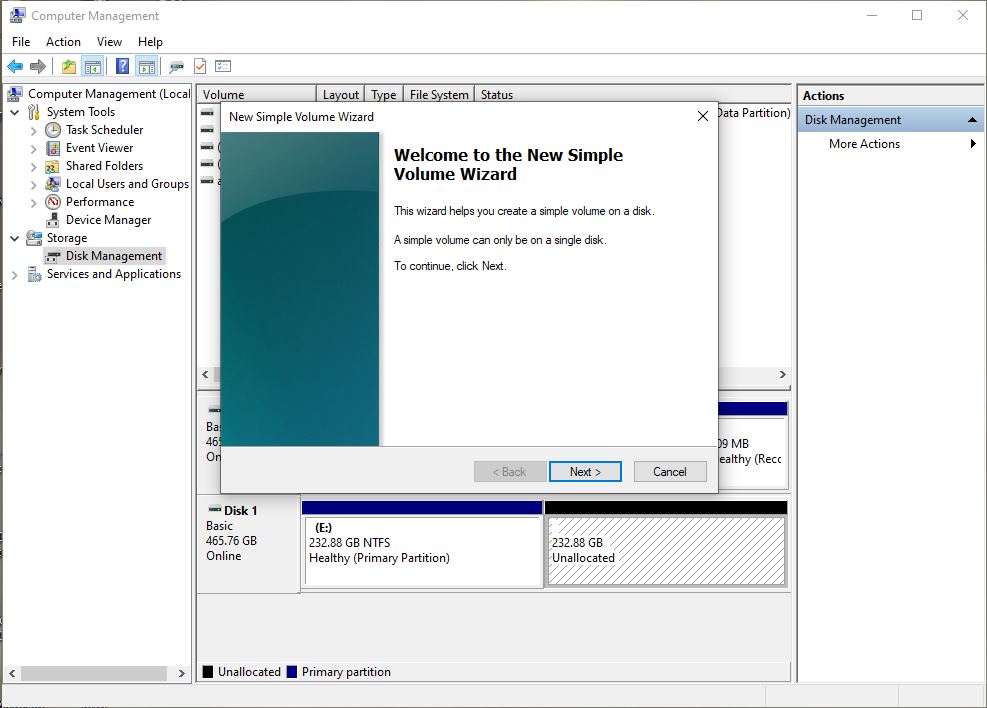 Computer Management
File Action View Help
Computer Management (Local
System Tools
Task Scheduler
Event Viewer
Shared Folders
Local Users and Groups
Performance
Device Manager
Storage
Disk Management
Services and Applications
Volume Layout Type File System Status
Data Partition)
New Simple Volume Wizard
Welcome to the New Simple
Volume Wizard
This wizard helps you create a simple volume on a disk.
A simple volume can only be on a single disk.
To continue, click Next.
< Back Next > Cancel
Bas
465
On
09 MB
ealthy (Recc
Disk 1
Basic
465.76 GB
Online
(E:)
232.88 GB NTFS
Healthy (Primary Partition)
232.88 GB
Unallocated
Unallocated Primary partition
Actions
Disk Management
More Actions